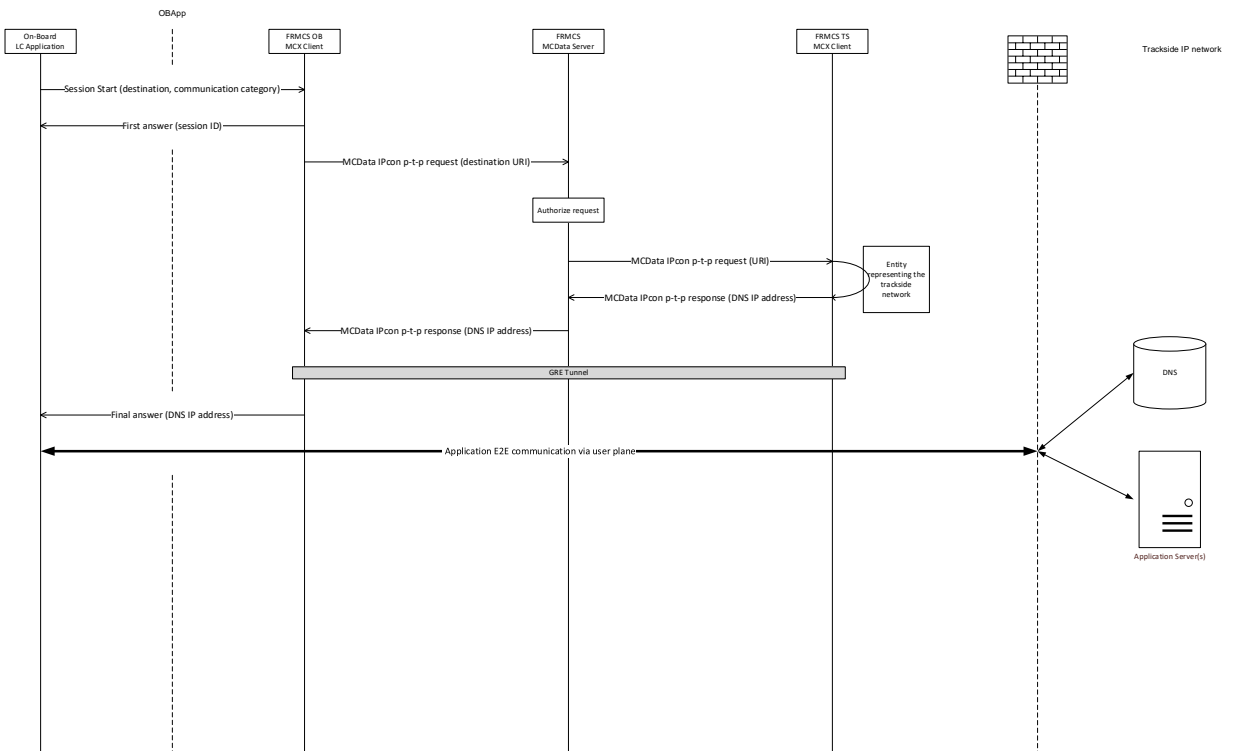 OBApp
On-Board
LC Application
FRMCS OB
MCX Client
FRMCS
MCData Server
FRMCS TS
MCX Client
Trackside IP network
Session Start (destination, communication category)
First answer (session ID)
MCData IPcon p-t-p request (destination URI)
Authorize request
MCData IPcon p-t-p request (URI)
Entity
representing the
trackside
network
MCData IPcon p-t-p response (DNS IP address)
MCData IPcon p-t-p response (DNS IP address)
GRE Tunnel
DNS
Final answer (DNS IP address)
Application E2E communication via user plane
Application Server(s)